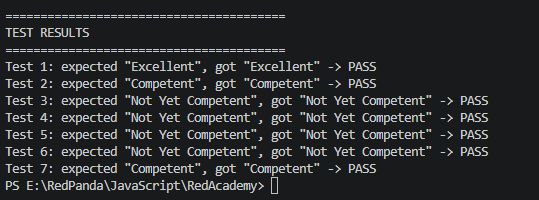 ========================================
TEST RESULTS
========================================
Test 1: expected "Excellent", got "Excellent" -> PASS
Test 2: expected "Competent", got "Competent" -> PASS
Test 3: expected "Not Yet Competent", got "Not Yet Competent" -> PASS
Test 4: expected "Not Yet Competent", got "Not Yet Competent" -> PASS
Test 5: expected "Not Yet Competent", got "Not Yet Competent" -> PASS
Test 6: expected "Not Yet Competent", got "Not Yet Competent" -> PASS
Test 7: expected "Competent", got "Competent" -> PASS
PS E:\RedPanda\JavaScript\RedAcademy>